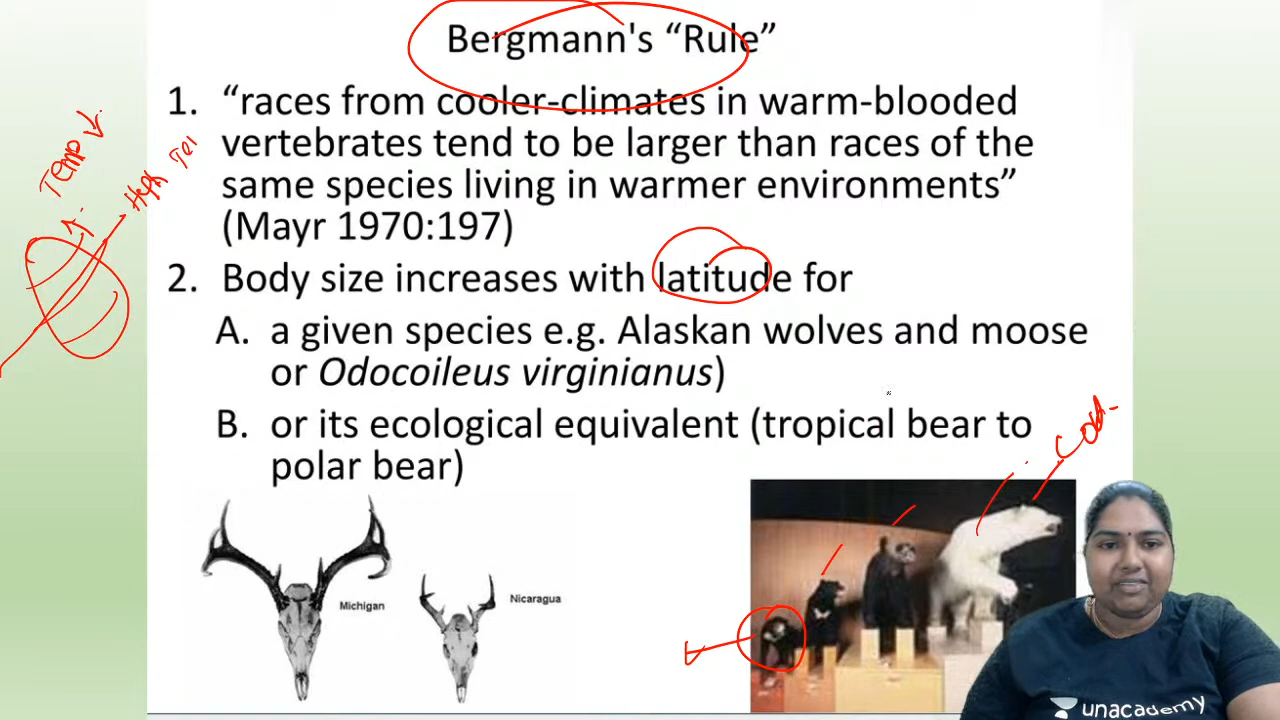 Bergmann's “Rule”
1. “races from cooler-climates in warm-blooded
vertebrates tend to be larger than races of the
same species living in warmer environments”
(Mayr 1970:197)
2. Body size increases with latitude for
A. a given species e.g. Alaskan wolves and moose
or Odocoileus virginianus)
B. or its ecological equivalent (tropical bear to
polar bear)
Temp
High Tel
Cold
Michigan
Nicaragua
unacademy